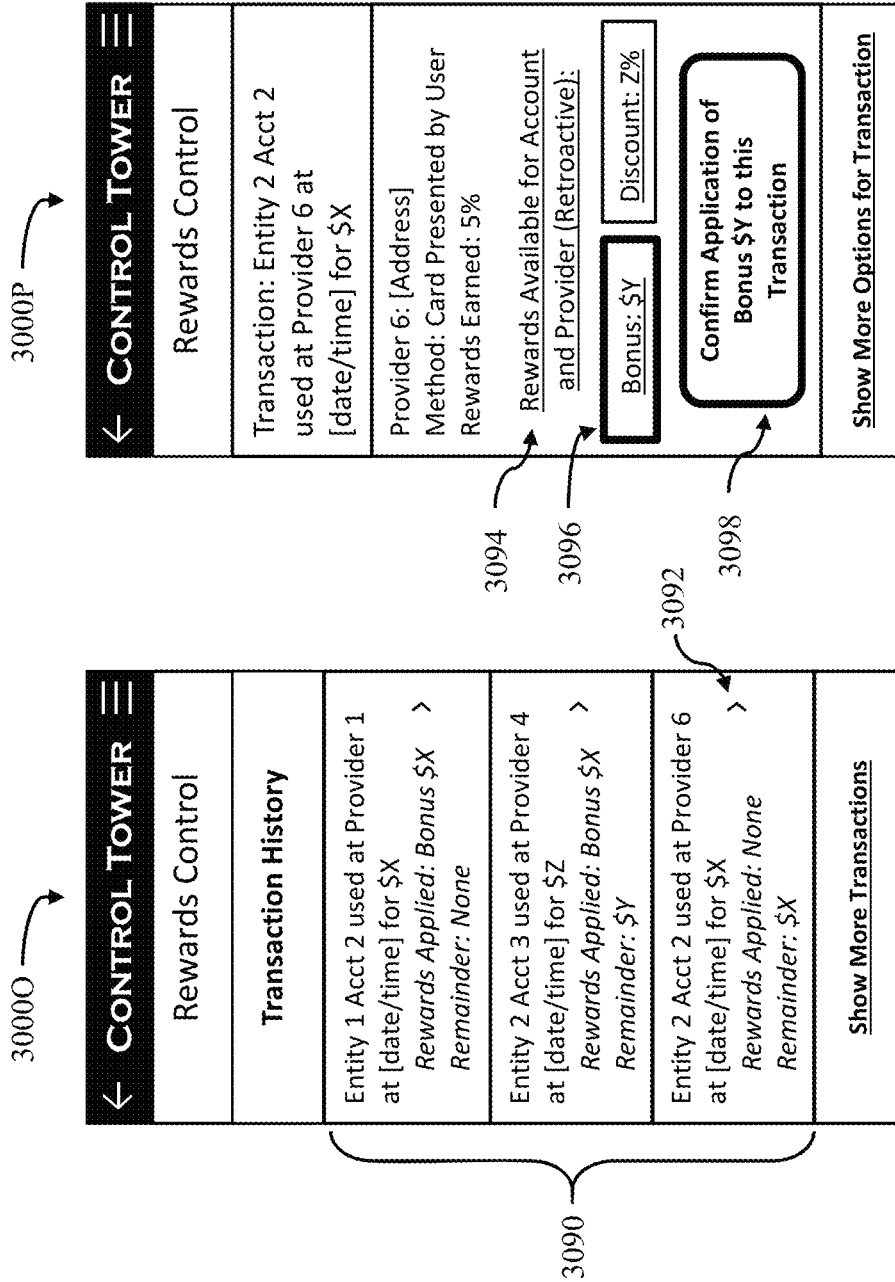 3000O
← CONTROL TOWER
Rewards Control
Transaction History
Entity 1 Acct 2 used at Provider 1
at [date/time] for $X
Rewards Applied: Bonus $X >
Remainder: None
Entity 2 Acct 3 used at Provider 4
at [date/time] for $Z
Rewards Applied: Bonus $X >
Remainder: $Y
Entity 2 Acct 2 used at Provider 6
at [date/time] for $X >
Rewards Applied: None
Remainder: $X
Show More Transactions
3090
3092
3000P
← CONTROL TOWER
Rewards Control
Transaction: Entity 2 Acct 2
used at Provider 6 at
[date/time] for $X
Provider 6: [Address]
Method: Card Presented by User
Rewards Earned: 5%
Rewards Available for Account
and Provider (Retroactive):
Bonus: $Y
Discount: Z%
Confirm Application of
Bonus $Y to this
Transaction
Show More Options for Transaction
3094
3096
3098